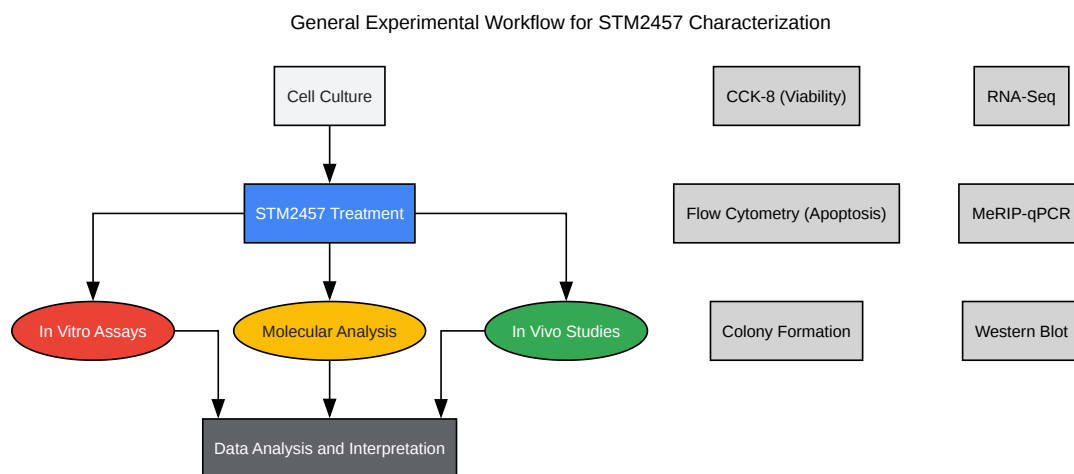 General Experimental Workflow for STM2457 Characterization
Cell Culture
CCK-8 (Viability)
RNA-Seq
STM2457 Treatment
Flow Cytometry (Apoptosis)
MeRIP-qPCR
In Vitro Assays
Molecular Analysis
In Vivo Studies
Colony Formation
Western Blot
Data Analysis and Interpretation